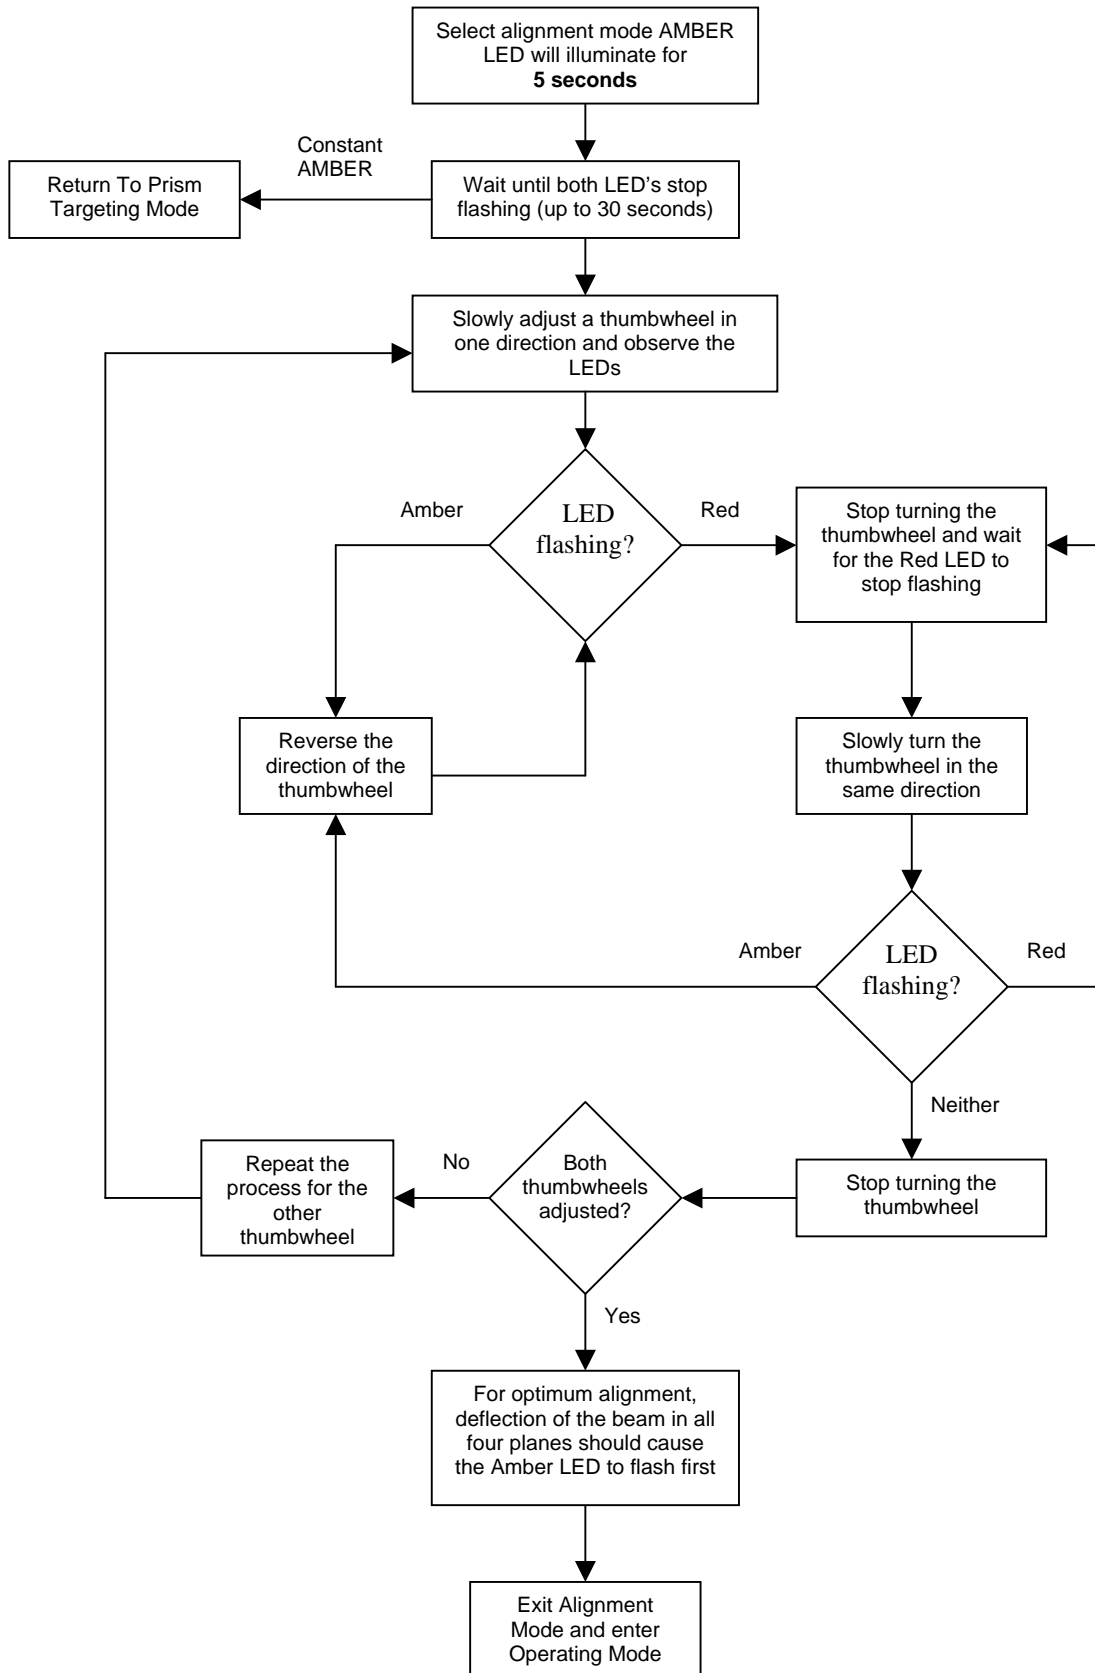 Select alignment mode AMBER
LED will illuminate for
5 seconds
Constant
AMBER
Return To Prism
Targeting Mode
Wait until both LED's stop
flashing (up to 30 seconds)
Slowly adjust a thumbwheel in
one direction and observe the
LEDs
Amber
LED
flashing?
Red
Stop turning the
thumbwheel and wait
for the Red LED to
stop flashing
Reverse the
direction of the
thumbwheel
Slowly turn the
thumbwheel in the
same direction
Amber
LED
flashing?
Red
Neither
Repeat the
process for the
other
thumbwheel
No
Both
thumbwheels
adjusted?
Stop turning the
thumbwheel
Yes
For optimum alignment,
deflection of the beam in all
four planes should cause
the Amber LED to flash first
Exit Alignment
Mode and enter
Operating Mode